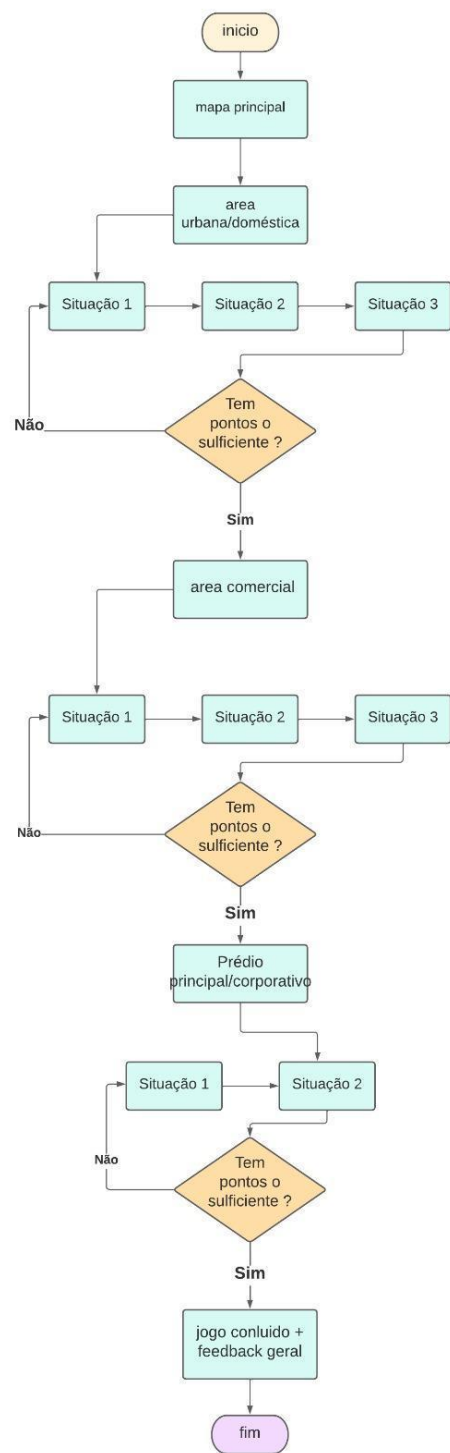 inicio
mapa principal
area
urbana/doméstica
Situação 1
Situação 2
Situação 3
Tem
pontos o
sulficiente ?
Não
Sim
area comercial
Situação 1
Situação 2
Situação 3
Tem
pontos o
sulficiente ?
Não
Sim
Prédio
principal/corporativo
Situação 1
Situação 2
Não
Tem
pontos o
sulficiente ?
Sim
jogo conluido +
feedback geral
fim